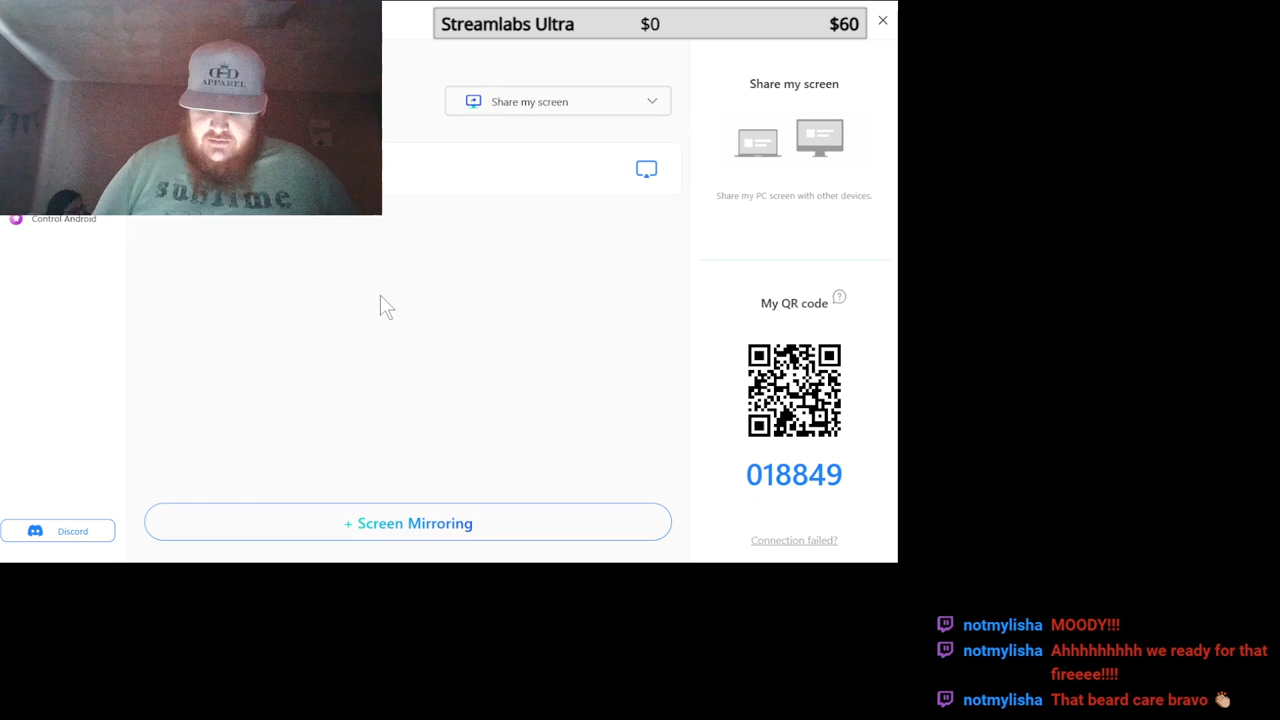 Streamlabs Ultra $0 $60
APPAREL
sublime
Share my screen
Control Android
Discord
+ Screen Mirroring
Share my screen
Share my PC screen with other devices.
My QR code
?
018849
Connection failed?
notmylisha MOODY!!!
notmylisha Ahhhhhhhhh we ready for that
fireeee!!!!
notmylisha That beard care bravo 👏🏼